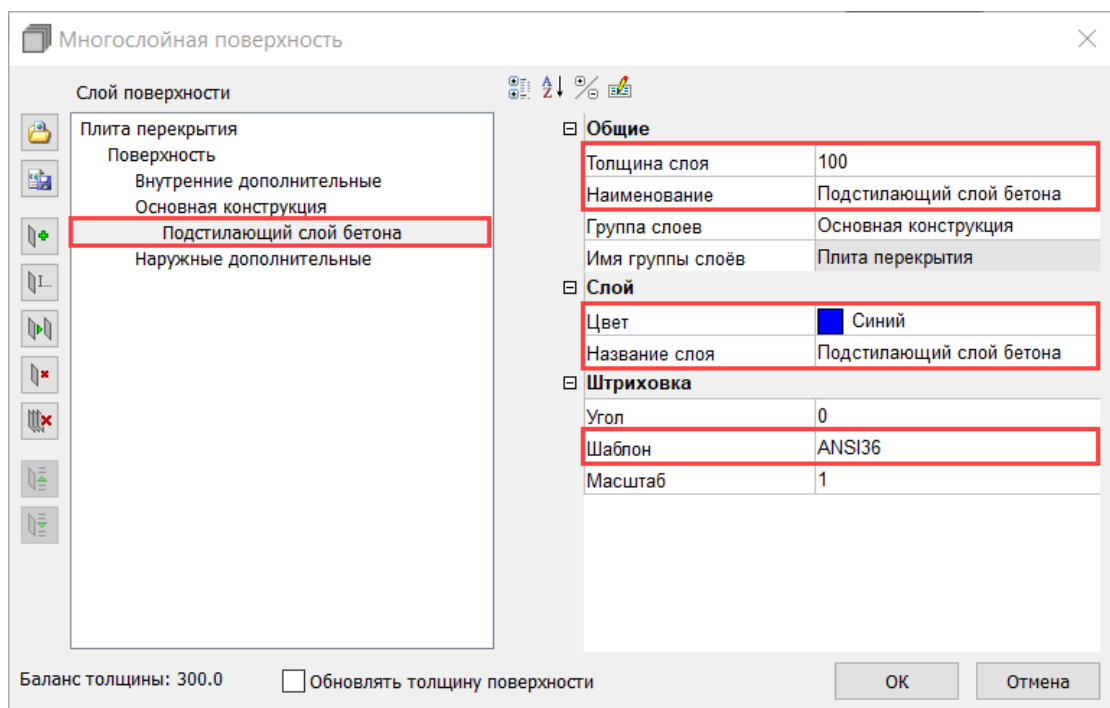 Многослойная поверхность
Слой поверхности
Плита перекрытия
Поверхность
Внутренние дополнительные
Основная конструкция
Подстилающий слой бетона
Наружные дополнительные
Общие
Толщина слоя 100
Наименование Подстилающий слой бетона
Группа слоев Основная конструкция
Имя группы слоёв Плита перекрытия
Слой
Цвет Синий
Название слоя Подстилающий слой бетона
Штриховка
Угол 0
Шаблон ANSI36
Масштаб 1
Баланс толщины: 300.0 Обновлять толщину поверхности ОК Отмена